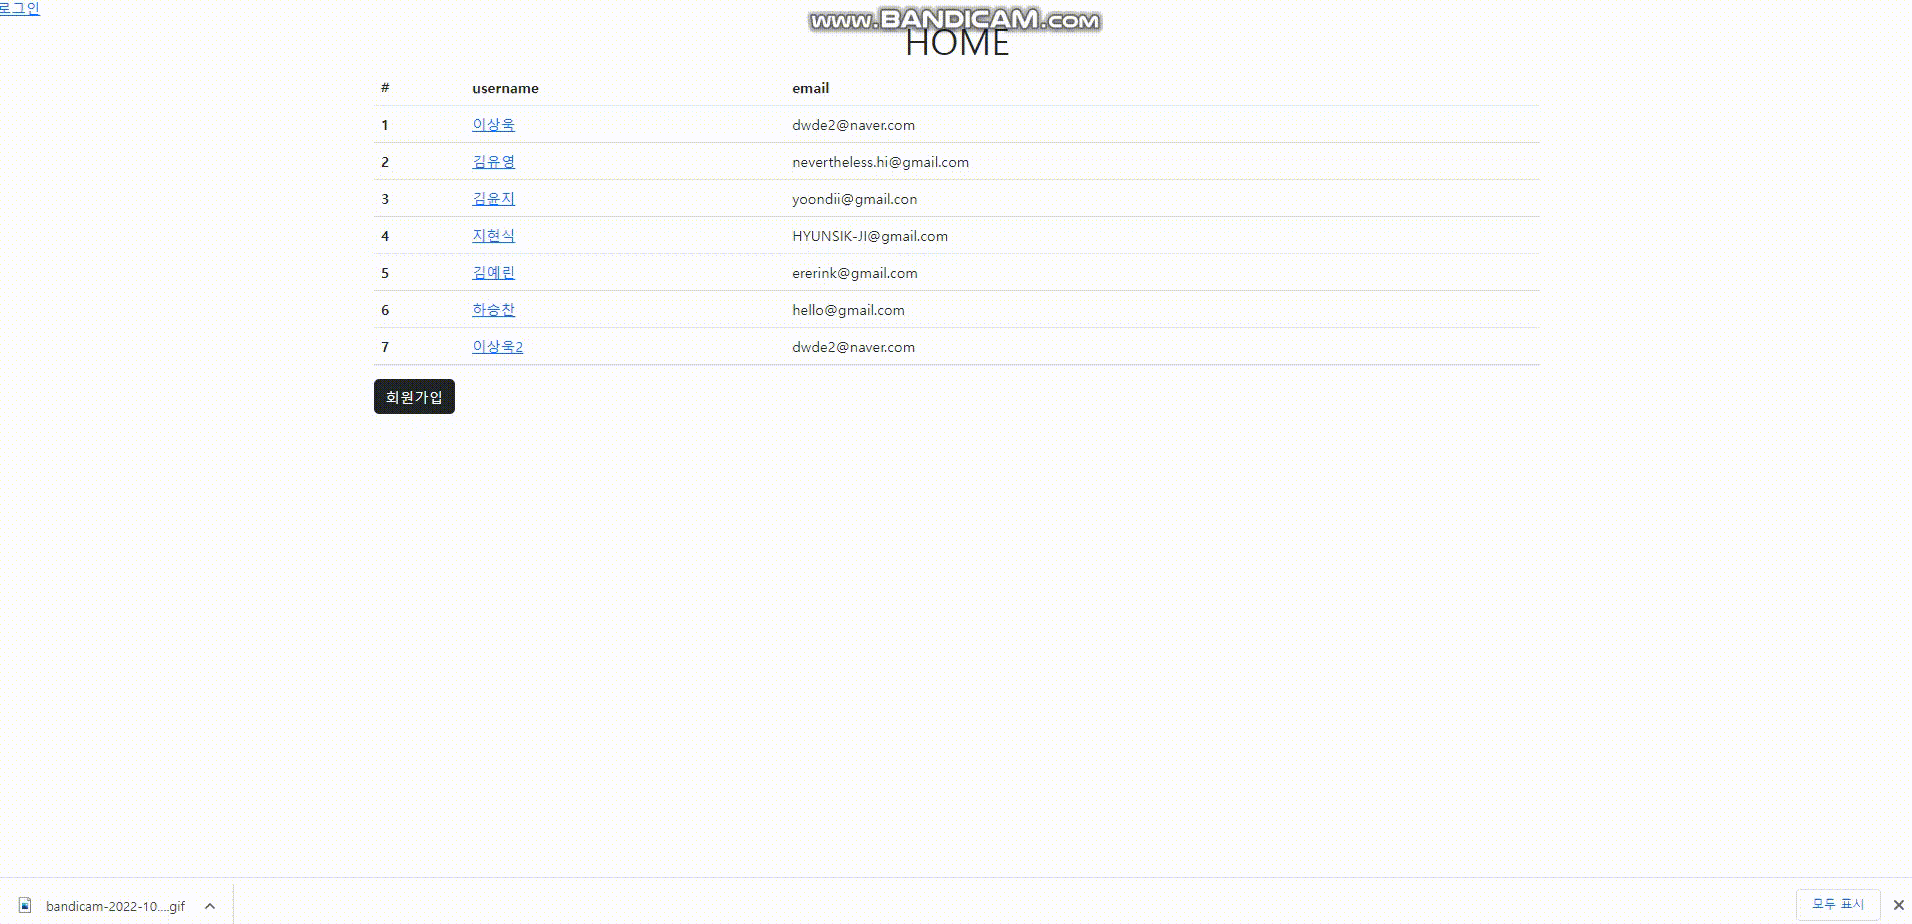 로그인
www.BANDICAM.com
HOME
# username email
1 이상욱 dwde2@naver.com
2 김유영 nevertheless.hi@gmail.com
3 김윤지 yoondii@gmail.con
4 지현식 HYUNSIK-JI@gmail.com
5 김예린 ererink@gmail.com
6 하승찬 hello@gmail.com
7 이상욱2 dwde2@naver.com
회원가입
bandicam-2022-10....gif
모두 표시